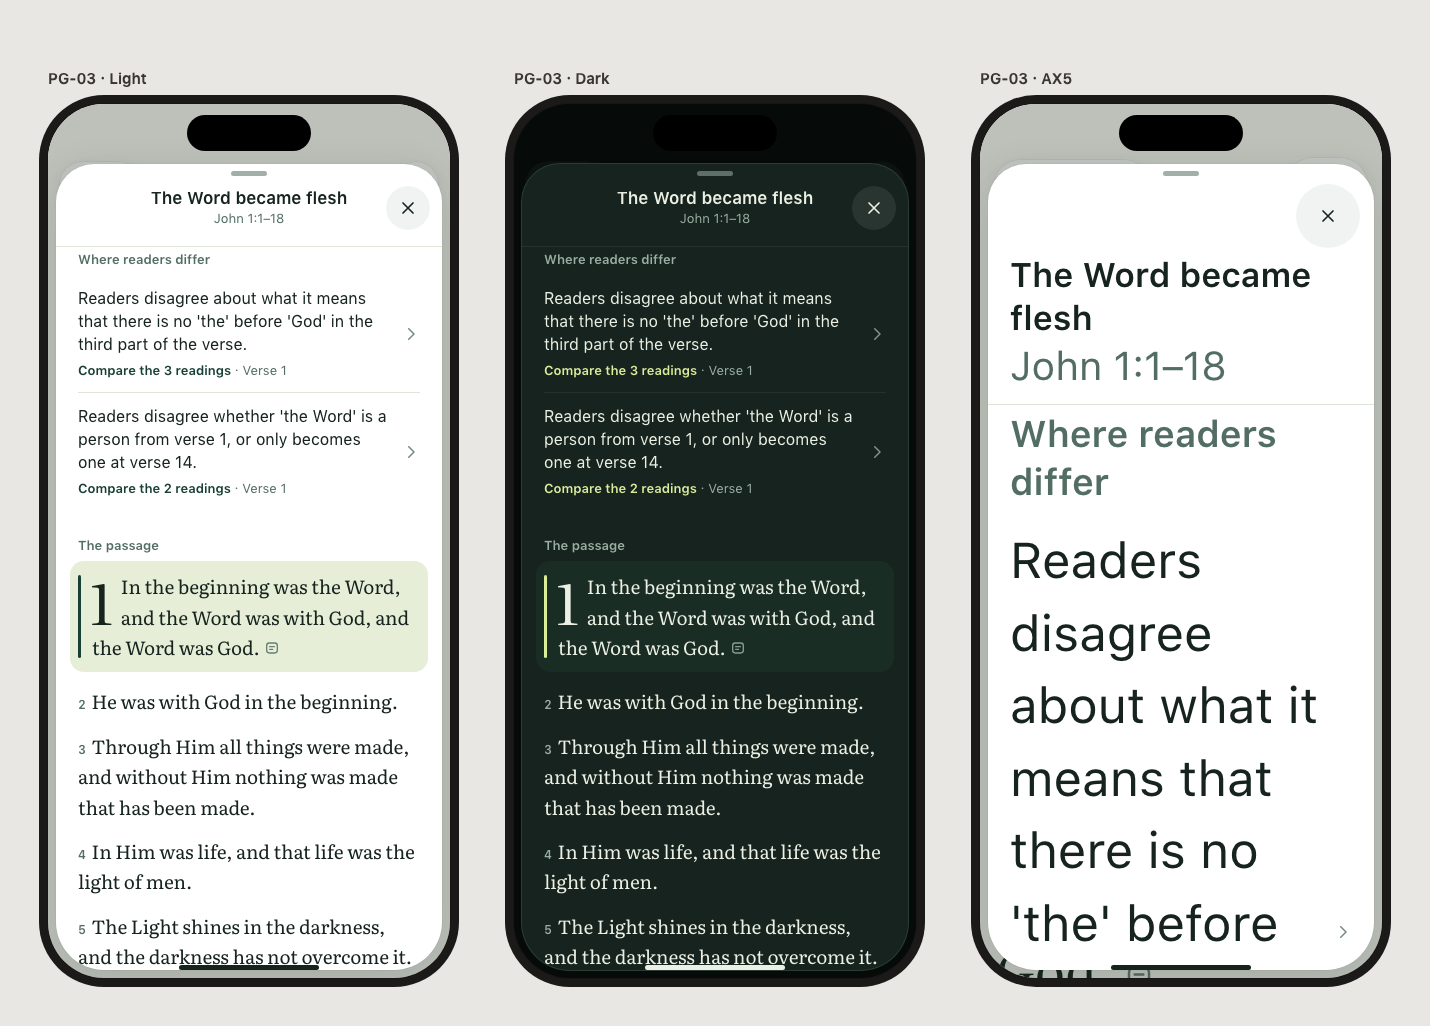 PG-03 · Light
The Word became flesh
John 1:1–18
Where readers differ
Readers disagree about what it means
that there is no 'the' before 'God' in the
third part of the verse.
Compare the 3 readings · Verse 1
Readers disagree whether 'the Word' is a
person from verse 1, or only becomes
one at verse 14.
Compare the 2 readings · Verse 1
The passage
1 In the beginning was the Word,
and the Word was with God, and
the Word was God.
2 He was with God in the beginning.
3 Through Him all things were made,
and without Him nothing was made
that has been made.
4 In Him was life, and that life was the
light of men.
5 The Light shines in the darkness,
and the darkness has not overcome it.
PG-03 · Dark
The Word became flesh
John 1:1–18
Where readers differ
Readers disagree about what it means
that there is no 'the' before 'God' in the
third part of the verse.
Compare the 3 readings · Verse 1
Readers disagree whether 'the Word' is a
person from verse 1, or only becomes
one at verse 14.
Compare the 2 readings · Verse 1
The passage
1 In the beginning was the Word,
and the Word was with God, and
the Word was God.
2 He was with God in the beginning.
3 Through Him all things were made,
and without Him nothing was made
that has been made.
4 In Him was life, and that life was the
light of men.
5 The Light shines in the darkness,
and the darkness has not overcome it.
PG-03 · AX5
The Word became
flesh
John 1:1–18
Where readers
differ
Readers
disagree
about what it
means that
there is no
'the' before